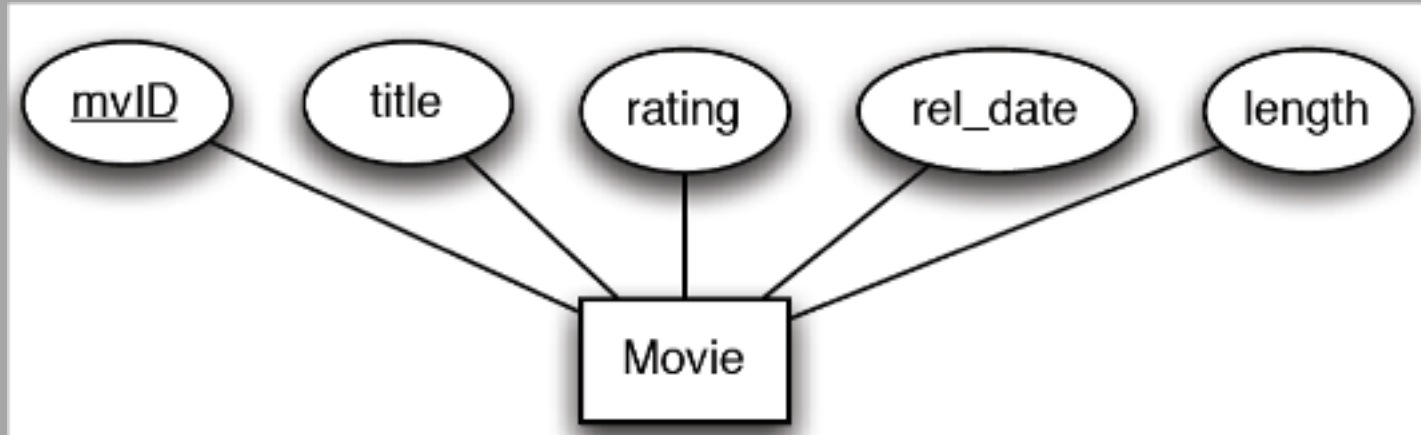 mvID
title
rating
rel_date
length
Movie